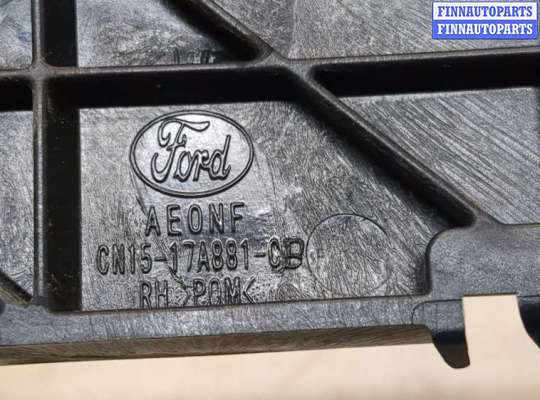 FINNAUTOPARTS
FINNAUTOPARTS
Ford
AEONF
CN15-17A881-CB
RH >POM<